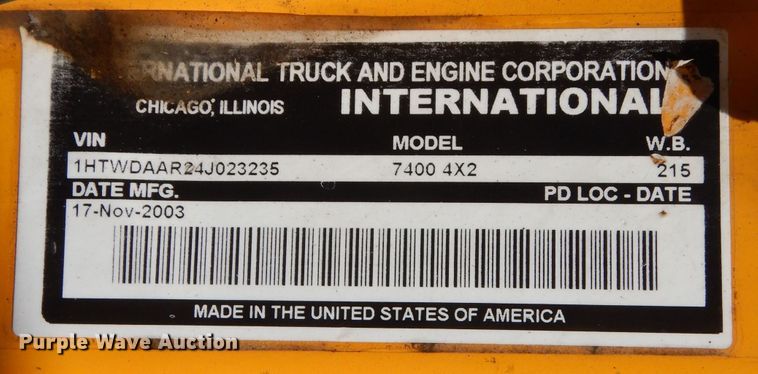 RNATIONAL TRUCK AND ENGINE CORPORATION
CHICAGO, ILLINOIS INTERNATIONAL
VIN MODEL W.B.
1HTWDAAR24J023235 7400 4X2 215
DATE MFG. PD LOC - DATE
17-Nov-2003
MADE IN THE UNITED STATES OF AMERICA
Purple Wave Auction